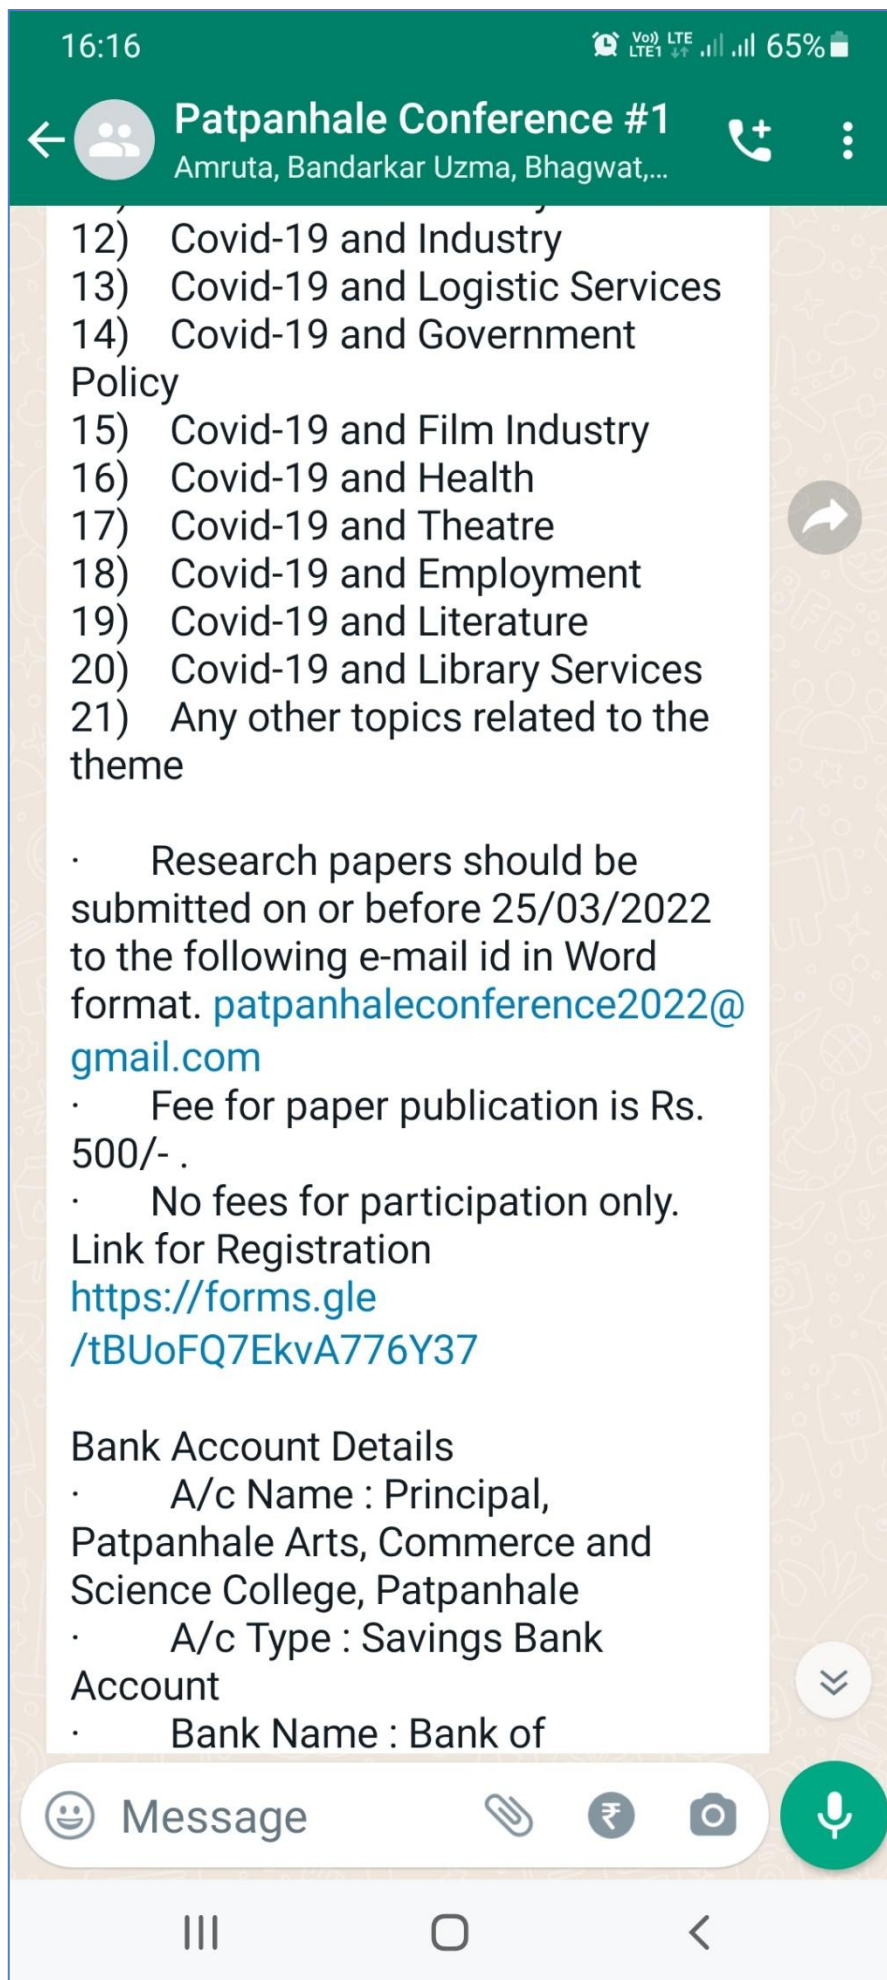 16:16 Vo)) LTE LTE1 65%
Patpanhale Conference #1
Amruta, Bandarkar Uzma, Bhagwat,...
12) Covid-19 and Industry
13) Covid-19 and Logistic Services
14) Covid-19 and Government
Policy
15) Covid-19 and Film Industry
16) Covid-19 and Health
17) Covid-19 and Theatre
18) Covid-19 and Employment
19) Covid-19 and Literature
20) Covid-19 and Library Services
21) Any other topics related to the
theme
· Research papers should be
submitted on or before 25/03/2022
to the following e-mail id in Word
format. patpanhaleconference2022@
gmail.com
· Fee for paper publication is Rs.
500/- .
· No fees for participation only.
Link for Registration
https://forms.gle
/tBUoFQ7EkvA776Y37
Bank Account Details
· A/c Name : Principal,
Patpanhale Arts, Commerce and
Science College, Patpanhale
· A/c Type : Savings Bank
Account
· Bank Name : Bank of
Message ₹